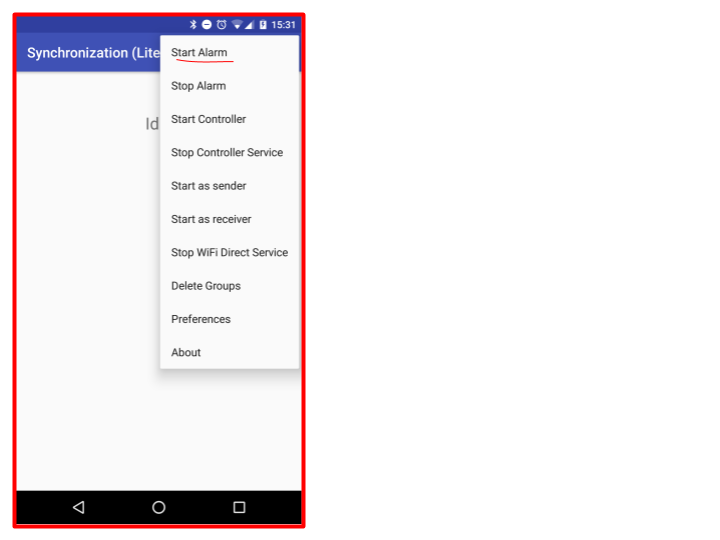 15:31
Synchronization (Lite
Start Alarm
Stop Alarm
Start Controller
Id
Stop Controller Service
Start as sender
Start as receiver
Stop WiFi Direct Service
Delete Groups
Preferences
About